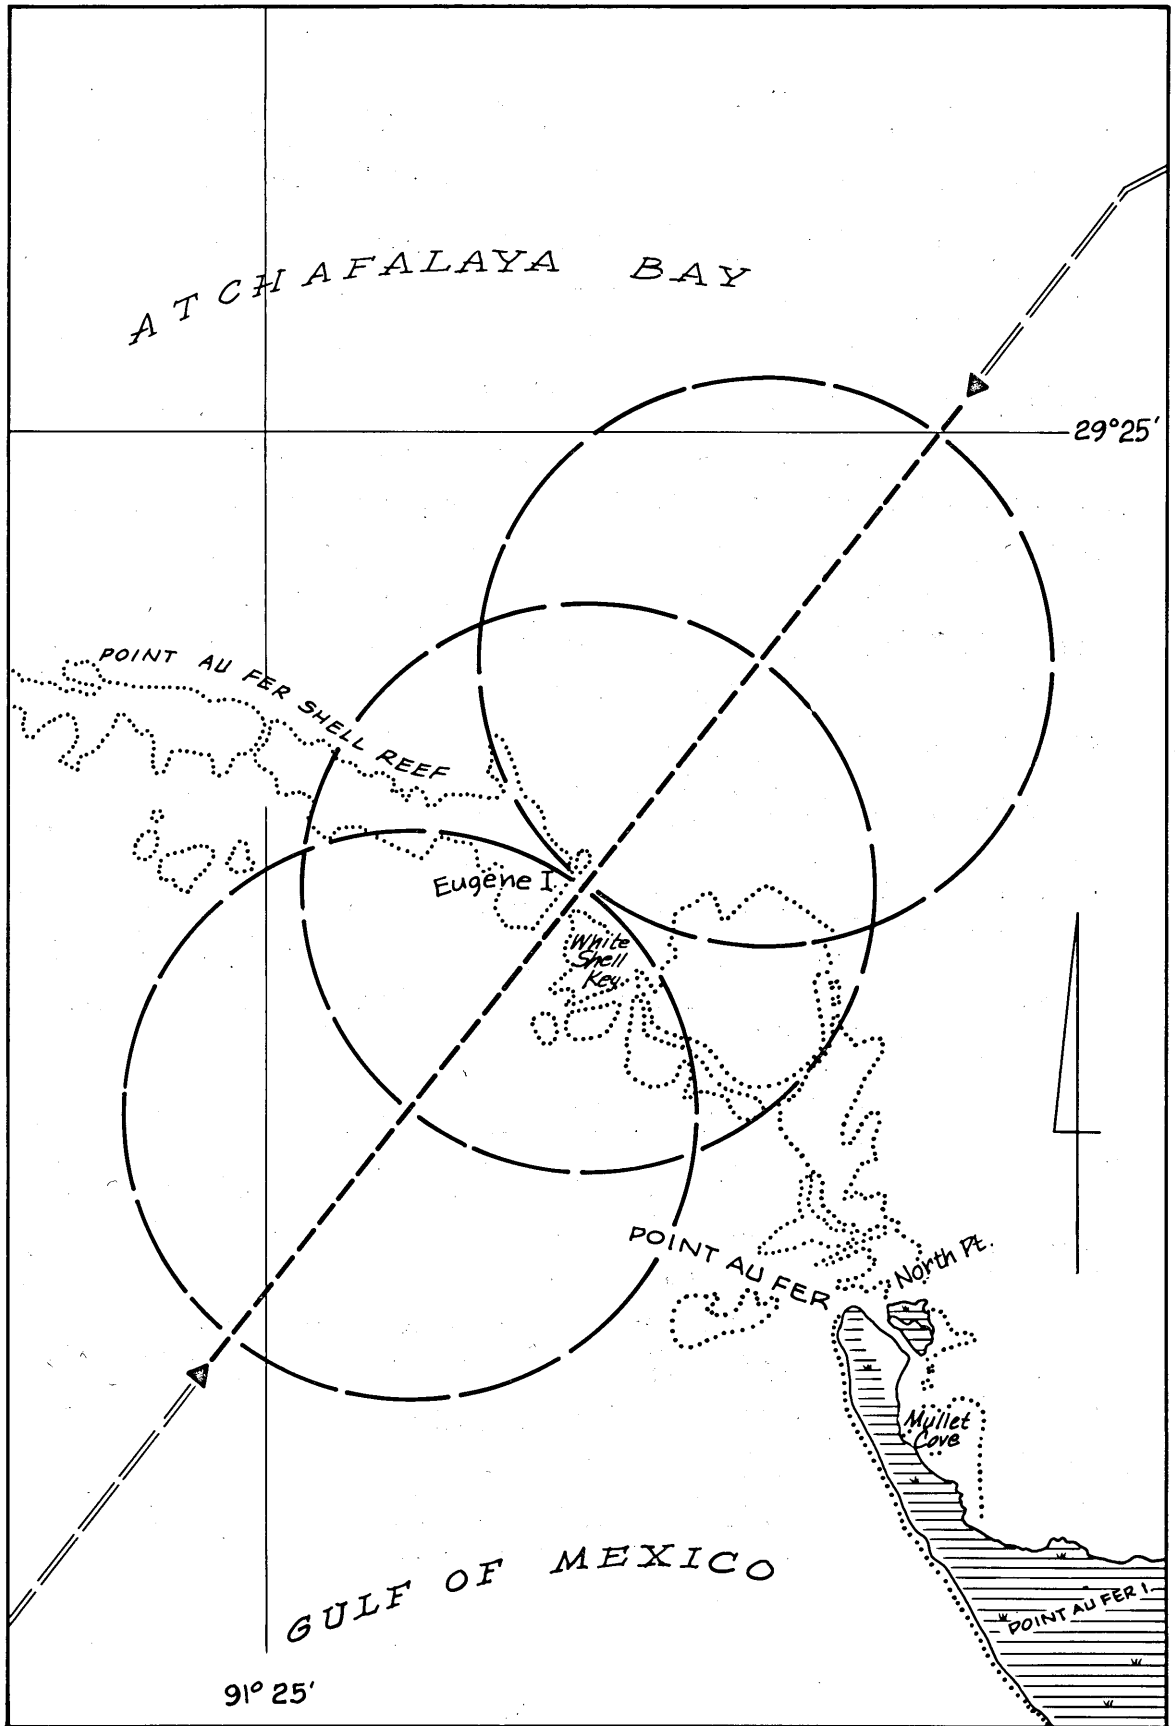 ATCHAFALAYA BAY
29°25'
POINT AU FER SHELL REEF
Eugene I.
White
Shell
Key
POINT AU FER
North Pt.
Mullet
Cove
GULF OF MEXICO
POINT AU FER I.
91° 25'